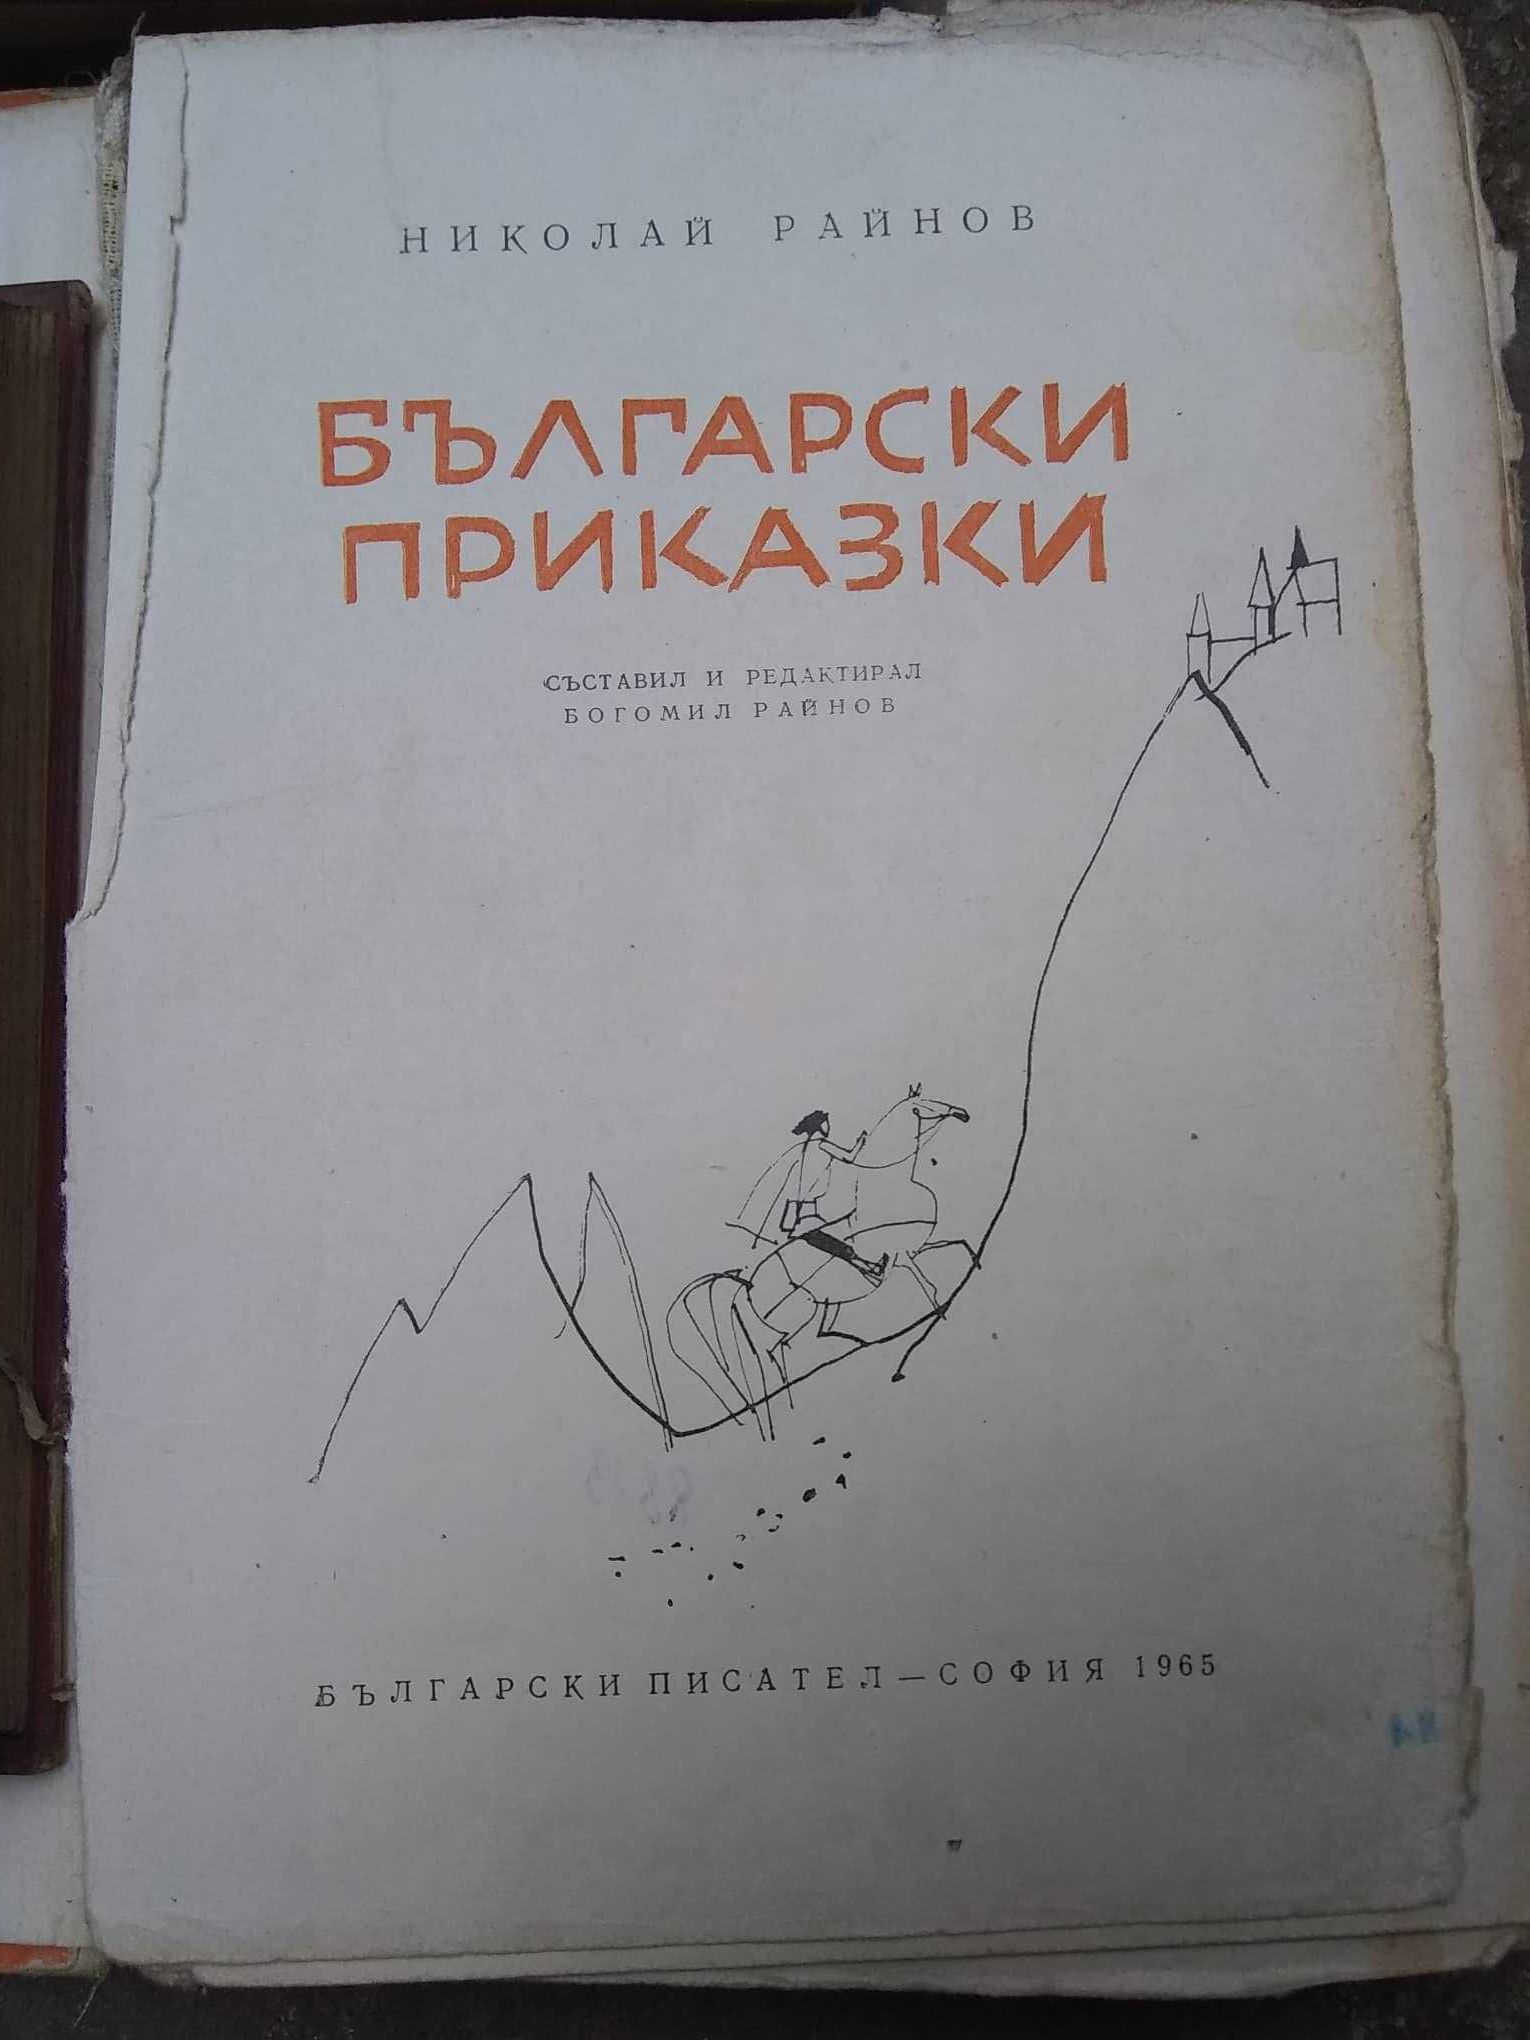 НИКОЛАЙ РАЙНОВ
БЪЛГАРСКИ
ПРИКАЗКИ
СЪСТАВИЛ И РЕДАКТИРАЛ
БОГОМИЛ РАЙНОВ
БЪЛГАРСКИ ПИСАТЕЛ — СОФИЯ 1965